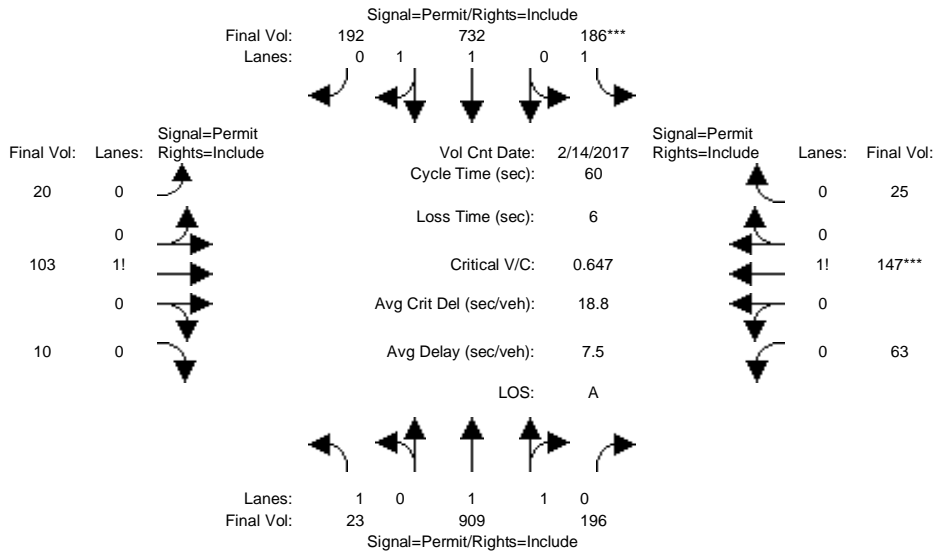 Signal=Permit/Rights=Include
Final Vol: 192 732 186***
Lanes: 0 1 1 0 1
Signal=Permit Signal=Permit
Final Vol: Lanes: Rights=Include Vol Cnt Date: 2/14/2017 Rights=Include Lanes: Final Vol:
Cycle Time (sec): 60
20 0 0 25
Loss Time (sec): 6
0 0
103 1! Critical V/C: 0.647 1! 147***
0 Avg Crit Del (sec/veh): 18.8 0
10 0 Avg Delay (sec/veh): 7.5 0 63
LOS: A
Lanes: 1 0 1 1 0
Final Vol: 23 909 196
Signal=Permit/Rights=Include